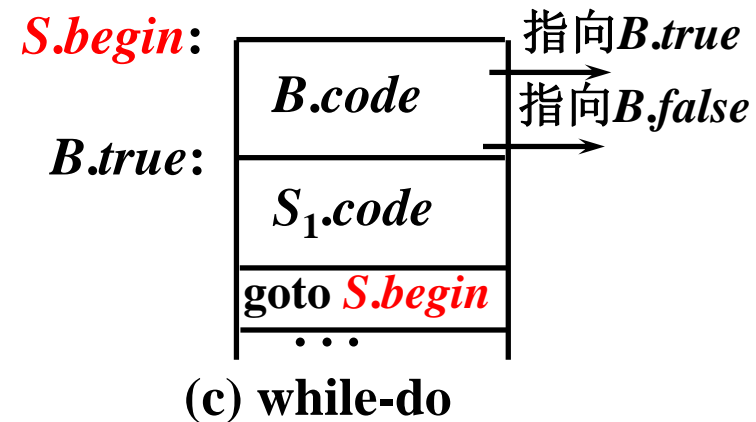 S.begin:
指向B.true
B.code
指向B.false
B.true:
S₁.code
goto S.begin
...
(c) while-do